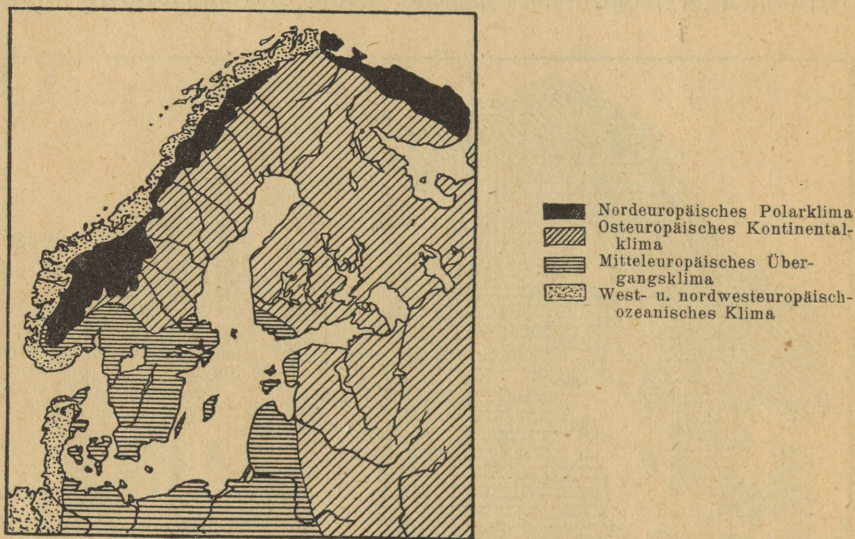 Nordeuropäisches Polarklima
Osteuropäisches Kontinental-
klima
Mitteleuropäisches Über-
gangsklima
West- u. nordwesteuropäisch-
ozeanisches Klima